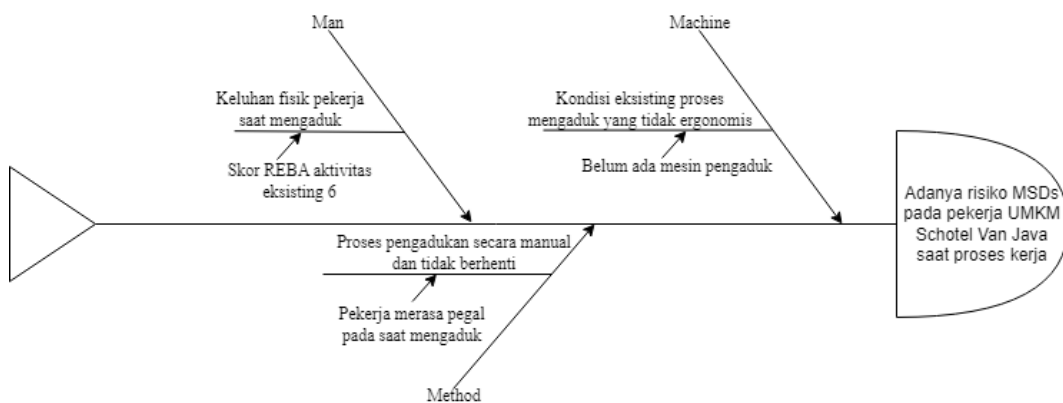 Man
Machine
Keluhan fisik pekerja
saat mengaduk
Skor REBA aktivitas
eksisting 6
Kondisi eksisting proses
mengaduk yang tidak ergonomis
Belum ada mesin pengaduk
Adanya risiko MSDs
pada pekerja UMKM
Schotel Van Java
saat proses kerja
Proses pengadukan secara manual
dan tidak berhenti
Pekerja merasa pegal
pada saat mengaduk
Method